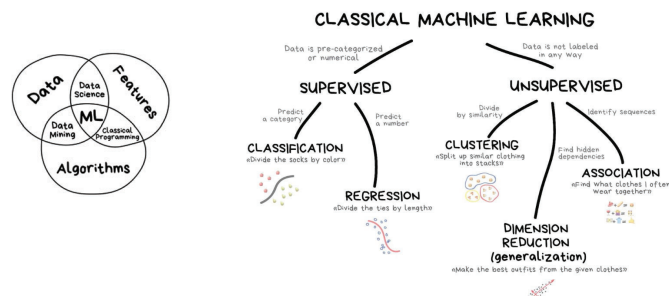 Data
Features
Data
Science
ML
Data
Mining
Classical
Programming
Algorithms
CLASSICAL MACHINE LEARNING
Data is pre-categorized
or numerical
Data is not labeled
in any way
SUPERVISED
UNSUPERVISED
Predict
a category
Predict
a number
Divide
by similarity
Identify sequences
Find hidden
dependencies
CLASSIFICATION
«Divide the socks by color»
REGRESSION
«Divide the ties by length»
CLUSTERING
«Split up similar clothing
into stacks»
ASSOCIATION
«Find What clothes I often
Wear together»
DIMENSION
REDUCTION
(generalization)
«Make the best outfits from the given clothes»